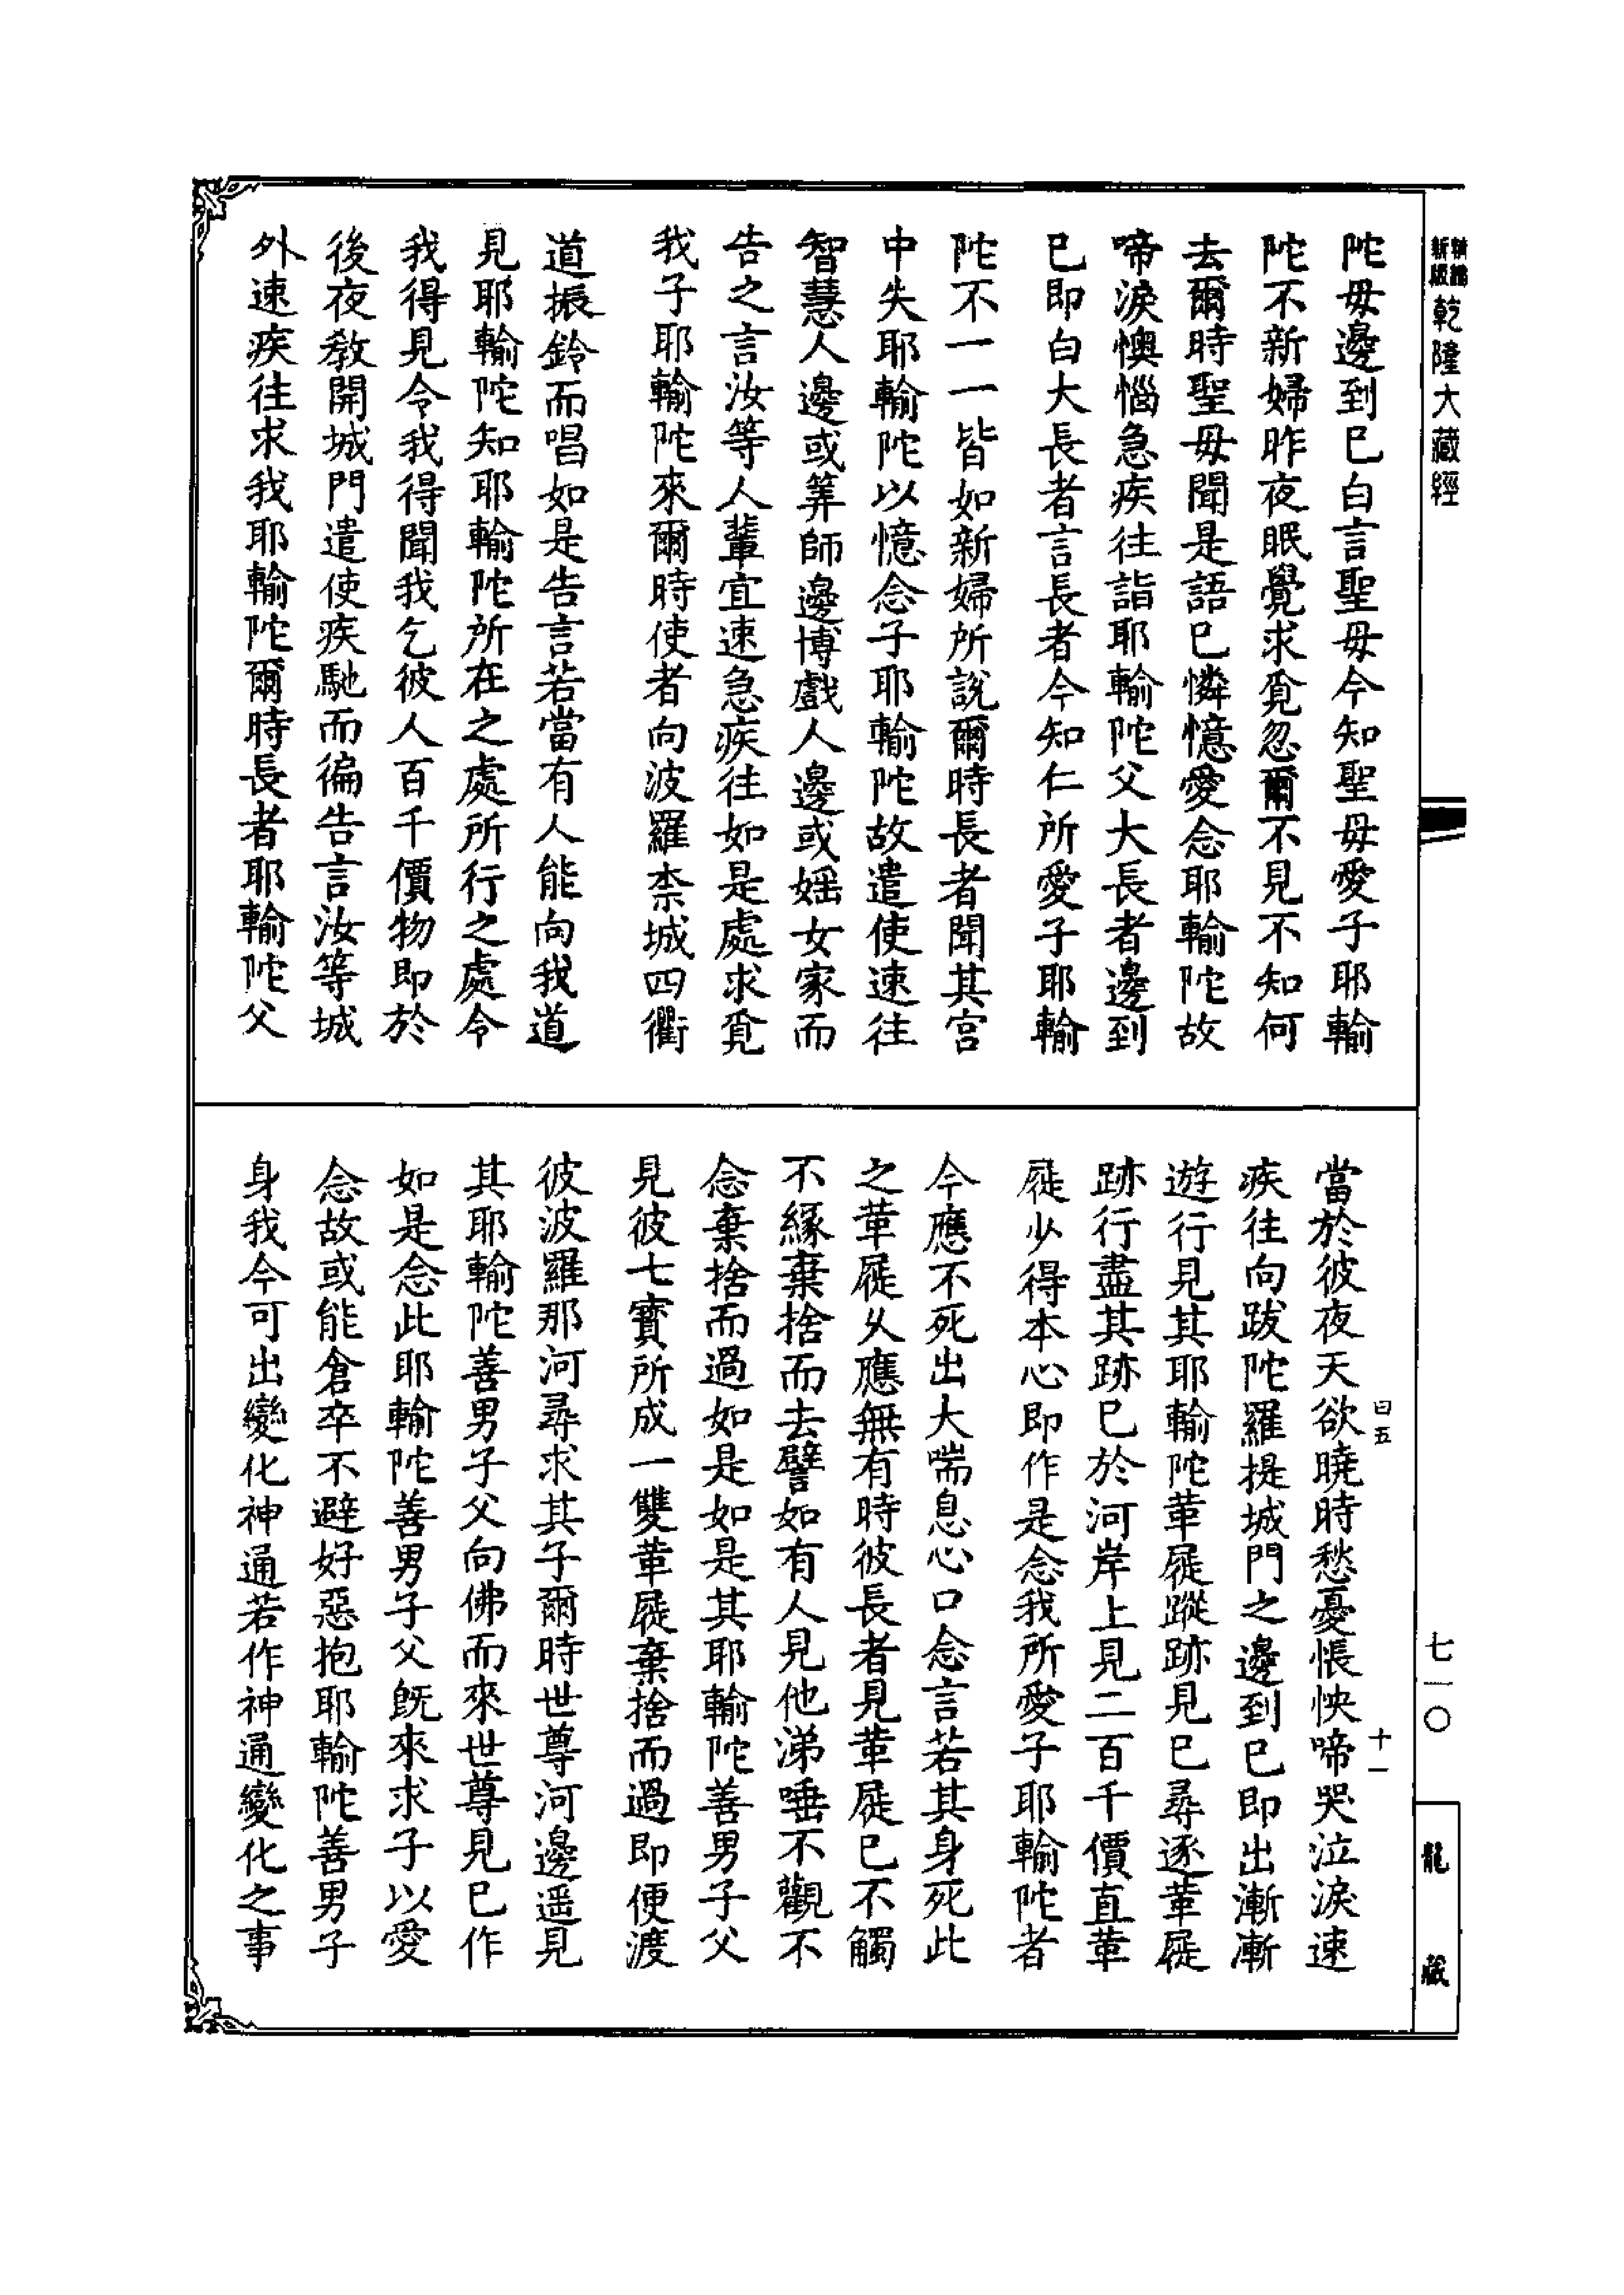 新編
新版
乾隆大藏經
七一〇
龍藏
陀母邊到已白言聖母今知聖母愛子耶輸
陀不新婦昨夜眠覺求覓忽爾不見不知何
去爾時聖母聞是語已憐憶愛念耶輸陀故
啼淚懊惱急疾往詣耶輸陀父大長者邊到
已即白大長者言長者今知仁所愛子耶輸
陀不一一皆如新婦所說爾時長者聞其宮
中失耶輸陀以憶念子耶輸陀故遣使速往
智慧人邊或筭師邊博戲人邊或婬女家而
告之言汝等人輩宜速急疾往如是處求覓
我子耶輸陀來爾時使者向波羅柰城四衢
道振鈴而唱如是告言若當有人能向我道
見耶輸陀知耶輸陀所在之處所行之處令
我得見令我得聞我乞彼人百千價物即於
後夜敎開城門遣使疾馳而徧告言汝等城
外速疾往求我耶輸陀爾時長者耶輸陀父
曰五
十一
當於彼夜天欲曉時愁憂悵怏啼哭泣淚速
疾往向跋陀羅提城門之邊到已即出漸漸
遊行見其耶輸陀革屣蹤跡見已尋逐革屣
跡行盡其跡已於河岸上見二百千價直革
屣少得本心即作是念我所愛子耶輸陀者
今應不死出大喘息心口念言若其身死此
之革屣久應無有時彼長者見革屣已不觸
不緣棄捨而去譬如有人見他涕唾不觀不
念棄捨而過如是如是其耶輸陀善男子父
見彼七寶所成一雙革屣棄捨而過即便渡
彼波羅那河尋求其子爾時世尊河邊遥見
其耶輸陀善男子父向佛而來世尊見已作
如是念此耶輸陀善男子父旣來求子以愛
念故或能倉卒不避好惡抱耶輸陀善男子
身我今可出變化神通若作神通變化之事